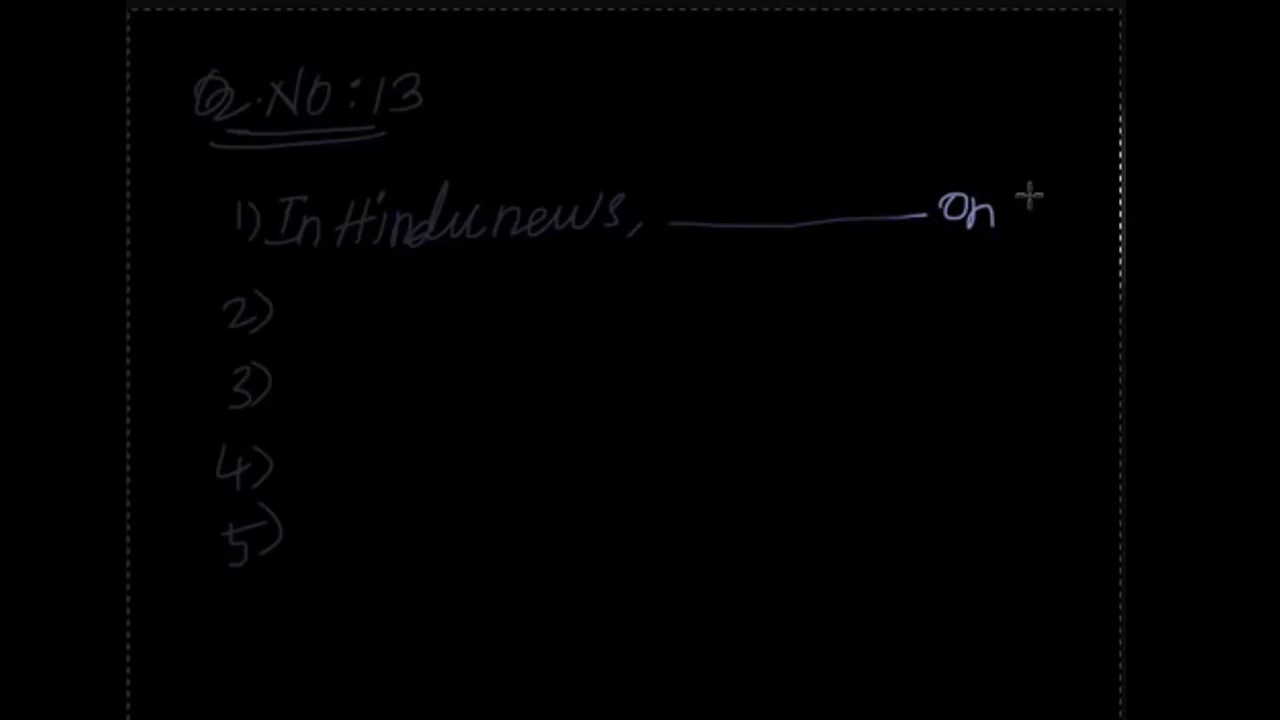 Q.No:13
1) In Hindu news, ________ On
2)
3)
4)
5)